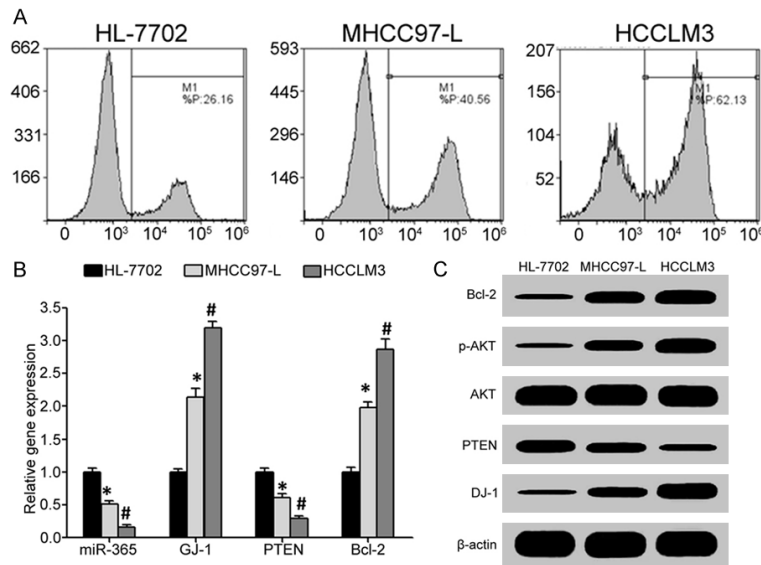 A
HL-7702 MHCC97-L HCCLM3
662
406
331
166
M1
%P:26.16
0 10³ 10⁴ 10⁵ 10⁶
593
445
297
146
M1
%P:40.56
0 10³ 10⁴ 10⁵ 10⁶
207
156
104
52
M1
%P:62.13
0 10³ 10⁴ 10⁵ 10⁶
B
HL-7702 MHCC97-L HCCLM3
Relative gene expression
3.5
3.0
2.5
2.0
1.5
1.0
0.5
0.0
* #
* #
* #
* #
miR-365 GJ-1 PTEN Bcl-2
C
HL-7702 MHCC97-L HCCLM3
Bcl-2
p-AKT
AKT
PTEN
DJ-1
β-actin